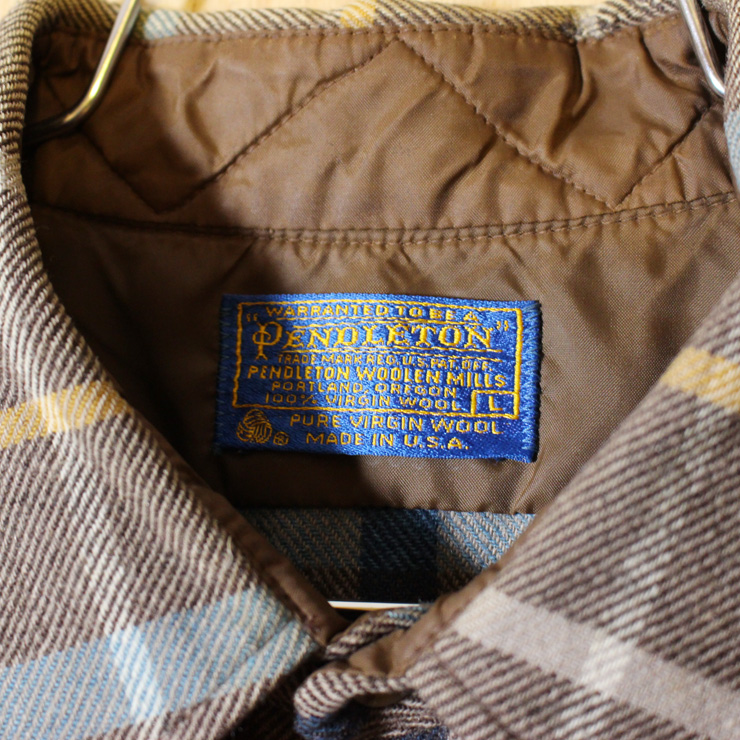 WARRANTED TO BE A
"PENDLETON"
TRADE MARK REG. U.S. PAT. OFF.
PENDLETON WOOLEN MILLS
PORTLAND, OREGON
100% VIRGIN WOOL L
PURE VIRGIN WOOL
® MADE IN U.S.A.